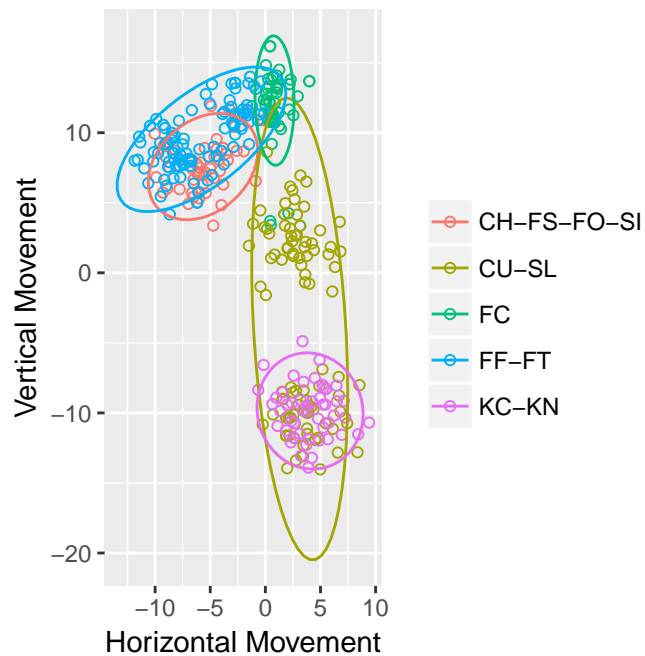 10
0
−10
−20
−10 −5 0 5 10
Horizontal Movement
Vertical Movement
CH−FS−FO−SI
CU−SL
FC
FF−FT
KC−KN